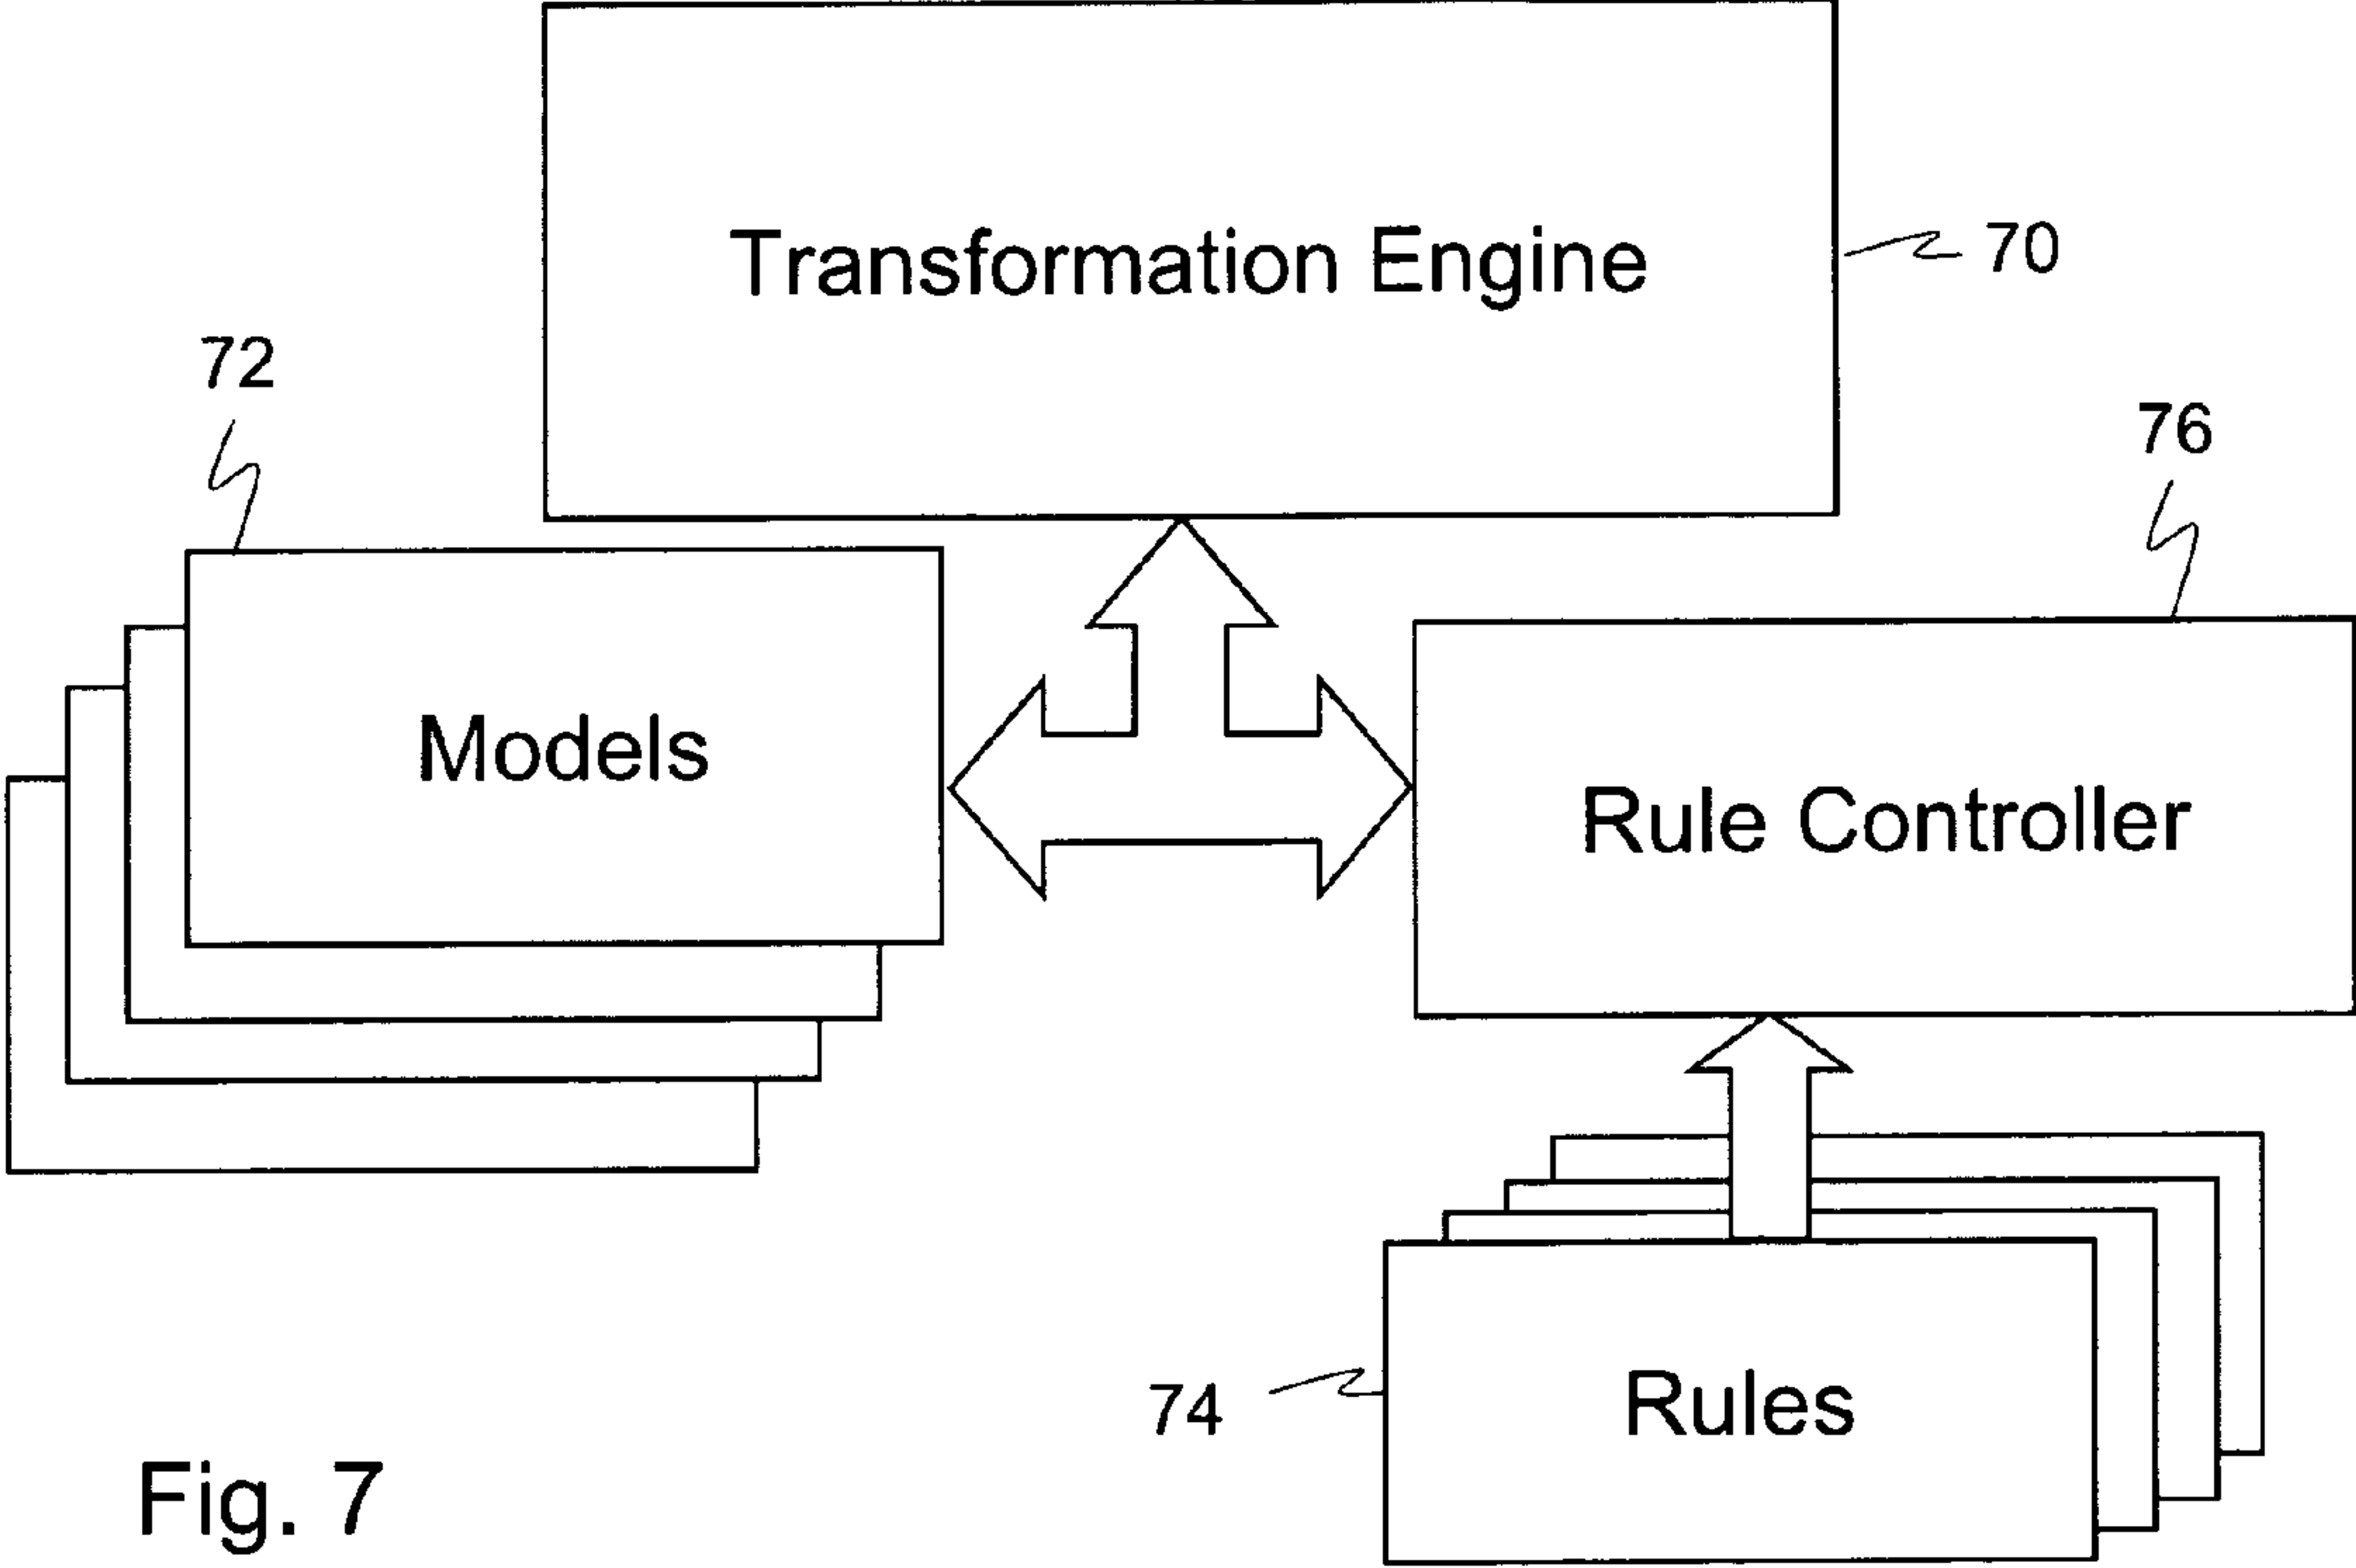 Transformation Engine
70
72
76
Models
Rule Controller
74
Rules
Fig. 7